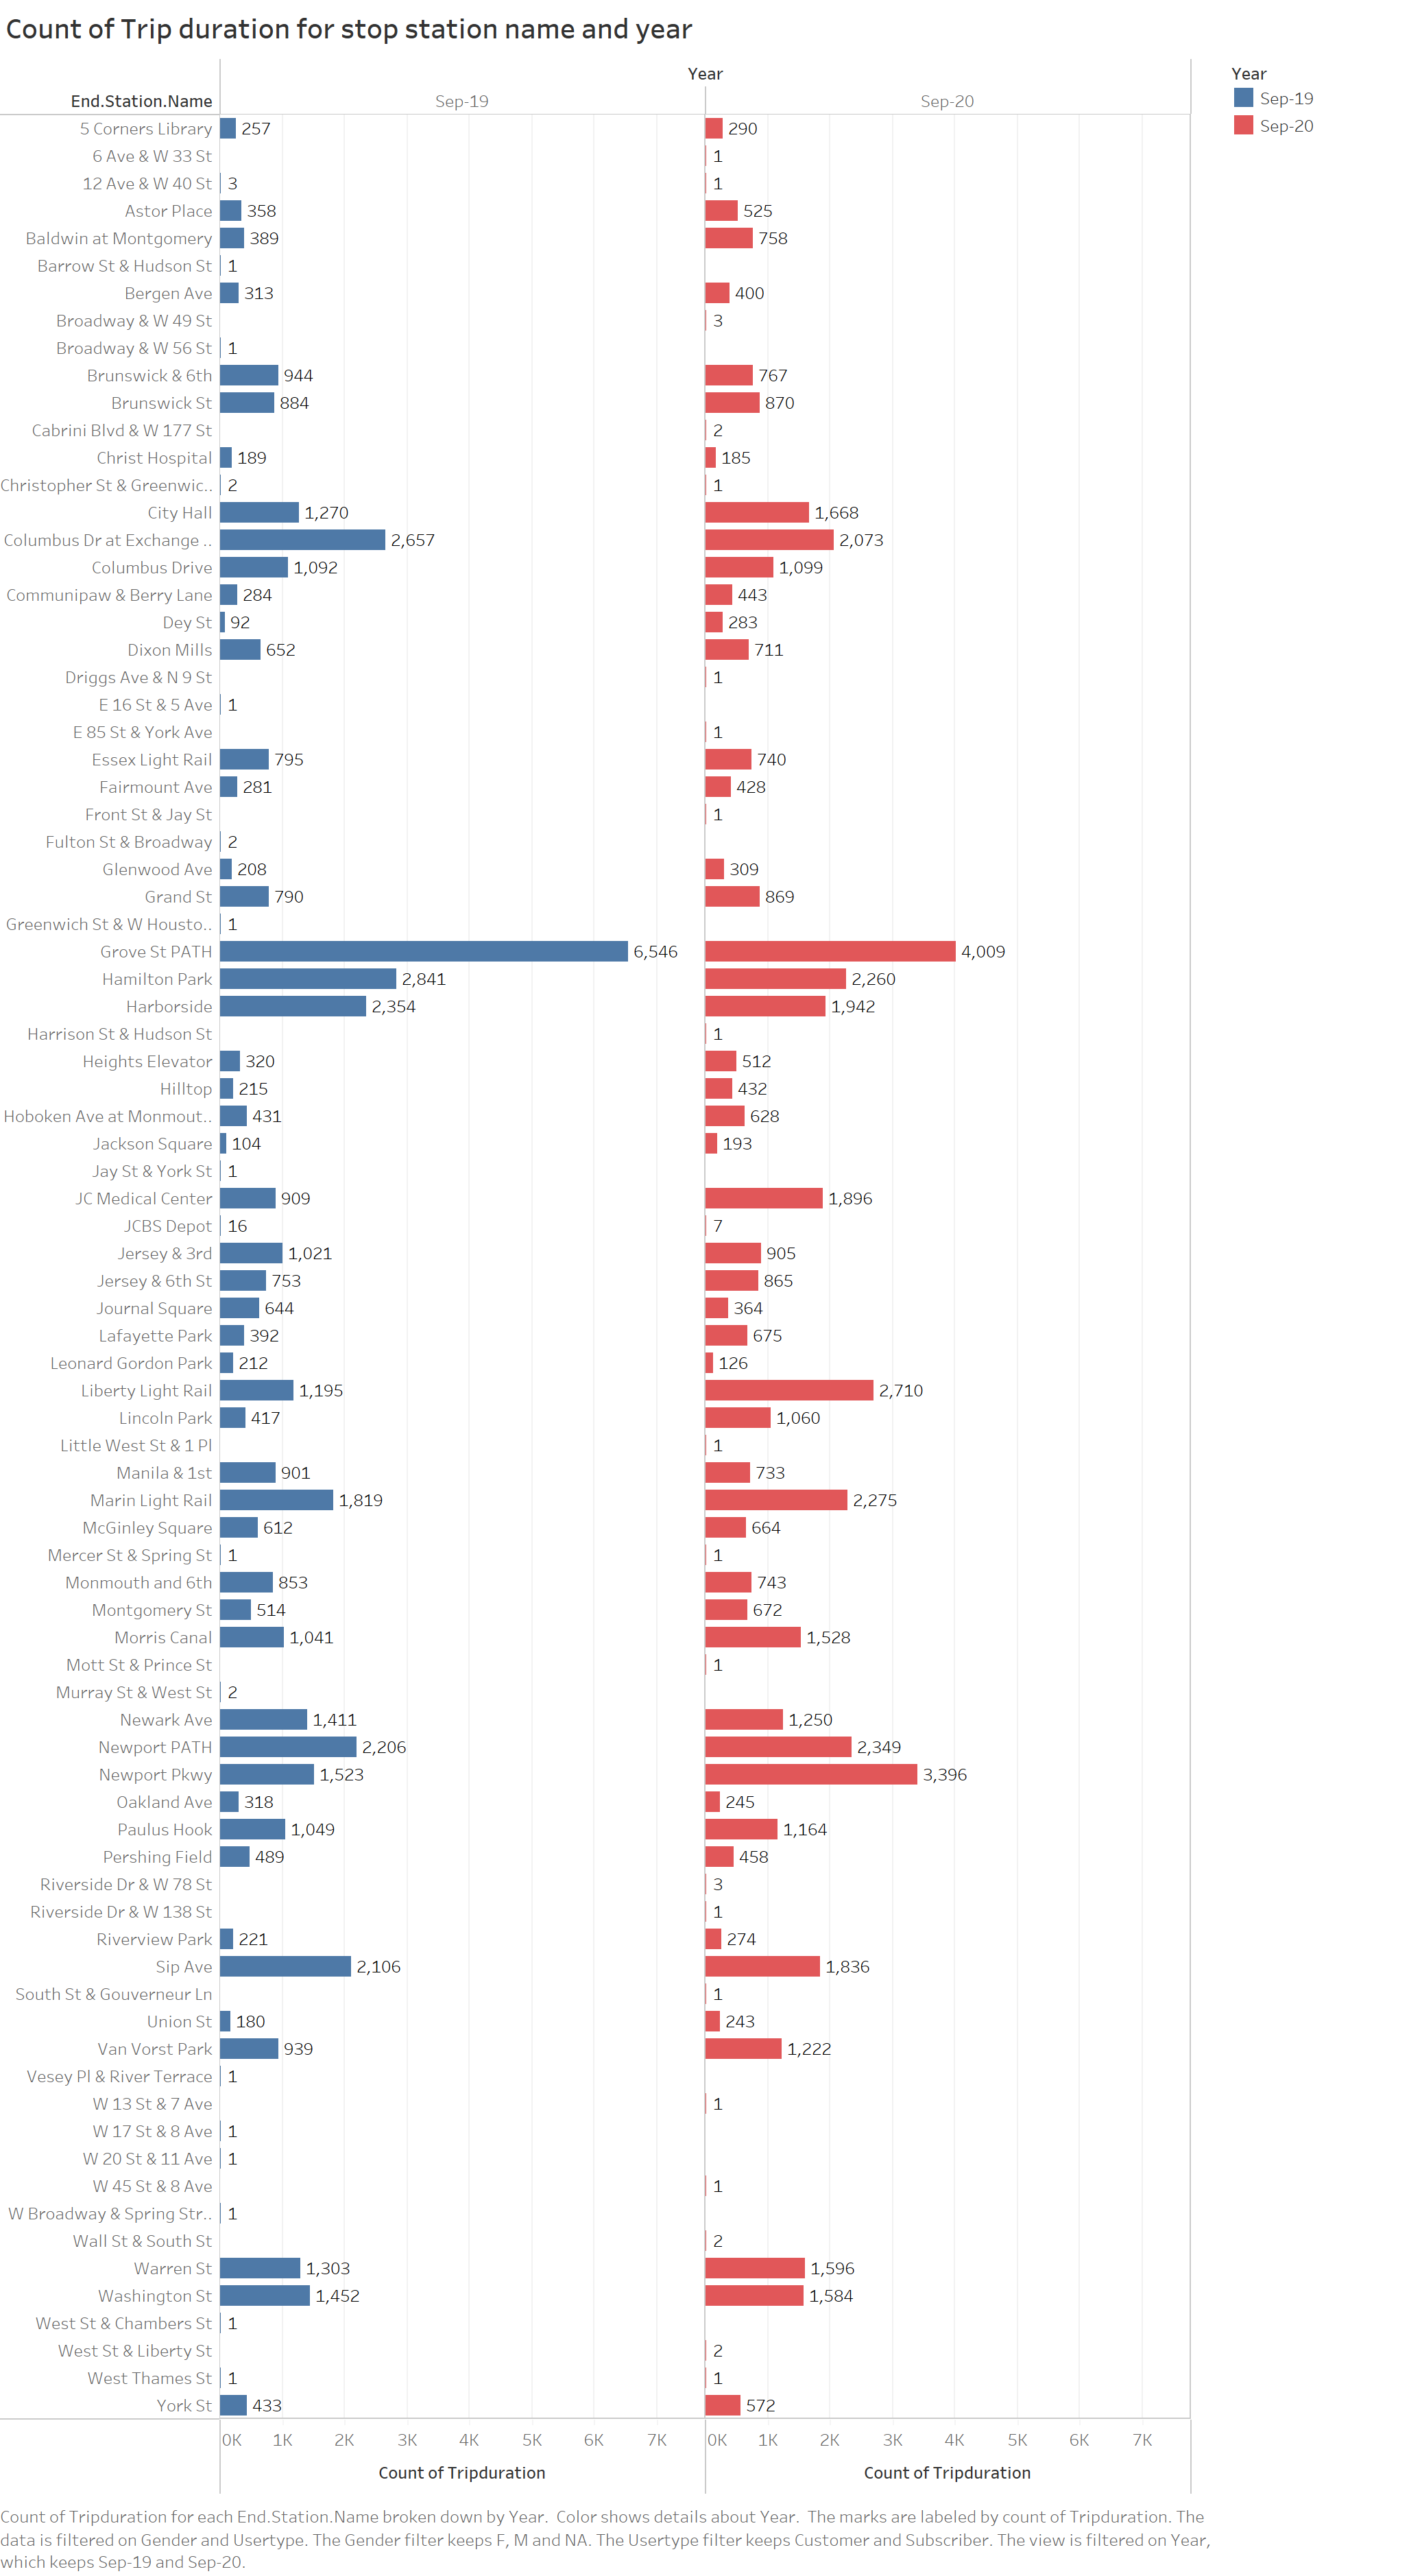 Count of Trip duration for stop station name and year
Year
Year
End.Station.Name Sep-19 Sep-20
Sep-19
Sep-20
5 Corners Library 257 290
6 Ave & W 33 St 1
12 Ave & W 40 St 3 1
Astor Place 358 525
Baldwin at Montgomery 389 758
Barrow St & Hudson St 1
Bergen Ave 313 400
Broadway & W 49 St 3
Broadway & W 56 St 1
Brunswick & 6th 944 767
Brunswick St 884 870
Cabrini Blvd & W 177 St 2
Christ Hospital 189 185
Christopher St & Greenwic.. 2 1
City Hall 1,270 1,668
Columbus Dr at Exchange .. 2,657 2,073
Columbus Drive 1,092 1,099
Communipaw & Berry Lane 284 443
Dey St 92 283
Dixon Mills 652 711
Driggs Ave & N 9 St 1
E 16 St & 5 Ave 1
E 85 St & York Ave 1
Essex Light Rail 795 740
Fairmount Ave 281 428
Front St & Jay St 1
Fulton St & Broadway 2
Glenwood Ave 208 309
Grand St 790 869
Greenwich St & W Housto.. 1
Grove St PATH 6,546 4,009
Hamilton Park 2,841 2,260
Harborside 2,354 1,942
Harrison St & Hudson St 1
Heights Elevator 320 512
Hilltop 215 432
Hoboken Ave at Monmout.. 431 628
Jackson Square 104 193
Jay St & York St 1
JC Medical Center 909 1,896
JCBS Depot 16 7
Jersey & 3rd 1,021 905
Jersey & 6th St 753 865
Journal Square 644 364
Lafayette Park 392 675
Leonard Gordon Park 212 126
Liberty Light Rail 1,195 2,710
Lincoln Park 417 1,060
Little West St & 1 Pl 1
Manila & 1st 901 733
Marin Light Rail 1,819 2,275
McGinley Square 612 664
Mercer St & Spring St 1 1
Monmouth and 6th 853 743
Montgomery St 514 672
Morris Canal 1,041 1,528
Mott St & Prince St 1
Murray St & West St 2
Newark Ave 1,411 1,250
Newport PATH 2,206 2,349
Newport Pkwy 1,523 3,396
Oakland Ave 318 245
Paulus Hook 1,049 1,164
Pershing Field 489 458
Riverside Dr & W 78 St 3
Riverside Dr & W 138 St 1
Riverview Park 221 274
Sip Ave 2,106 1,836
South St & Gouverneur Ln 1
Union St 180 243
Van Vorst Park 939 1,222
Vesey Pl & River Terrace 1
W 13 St & 7 Ave 1
W 17 St & 8 Ave 1
W 20 St & 11 Ave 1
W 45 St & 8 Ave 1
W Broadway & Spring Str.. 1
Wall St & South St 2
Warren St 1,303 1,596
Washington St 1,452 1,584
West St & Chambers St 1
West St & Liberty St 2
West Thames St 1 1
York St 433 572
0K 1K 2K 3K 4K 5K 6K 7K 0K 1K 2K 3K 4K 5K 6K 7K
Count of Tripduration Count of Tripduration
Count of Tripduration for each End.Station.Name broken down by Year.  Color shows details about Year.  The marks are labeled by count of Tripduration. The
data is filtered on Gender and Usertype. The Gender filter keeps F, M and NA. The Usertype filter keeps Customer and Subscriber. The view is filtered on Year,
which keeps Sep-19 and Sep-20.